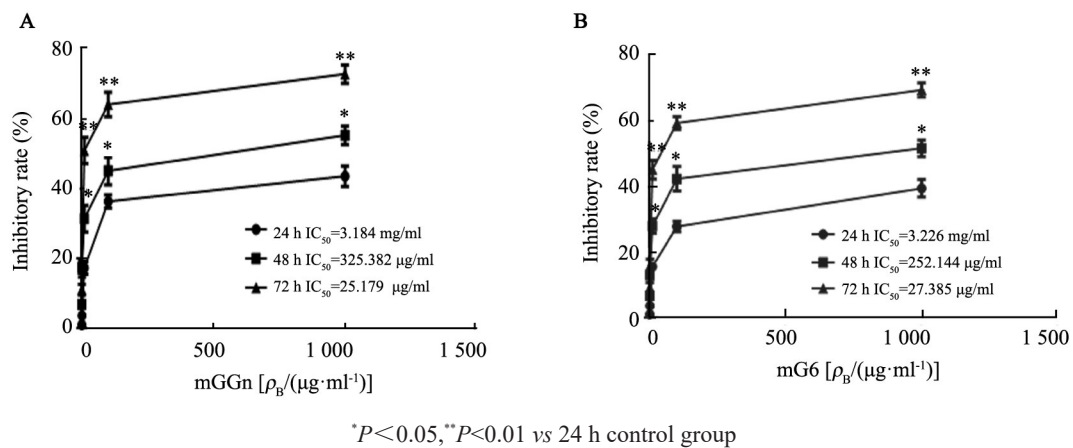 A
Inhibitory rate (%)
80
60
40
20
0
**
**
**
*
*
*
24 h IC50=3.184 mg/ml
48 h IC50=325.382 μg/ml
72 h IC50=25.179 μg/ml
0 500 1 000 1 500
mGGn [ρB/(μg·ml-1)]
B
Inhibitory rate (%)
80
60
40
20
0
**
**
**
*
*
*
24 h IC50=3.226 mg/ml
48 h IC50=252.144 μg/ml
72 h IC50=27.385 μg/ml
0 500 1 000 1 500
mG6 [ρB/(μg·ml-1)]
*P<0.05,**P<0.01 vs 24 h control group